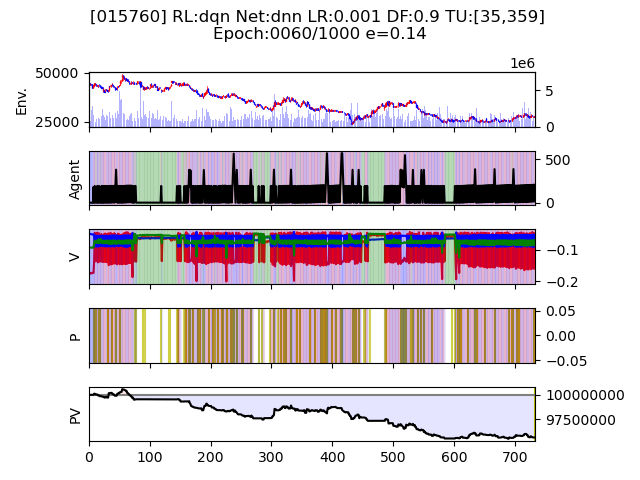 [015760] RL:dqn Net:dnn LR:0.001 DF:0.9 TU:[35,359]
Epoch:0060/1000 e=0.14
1e6
Env.
50000
25000
5
0
Agent
500
0
V
−0.1
−0.2
P
0.05
0.00
−0.05
PV
100000000
97500000
0 100 200 300 400 500 600 700